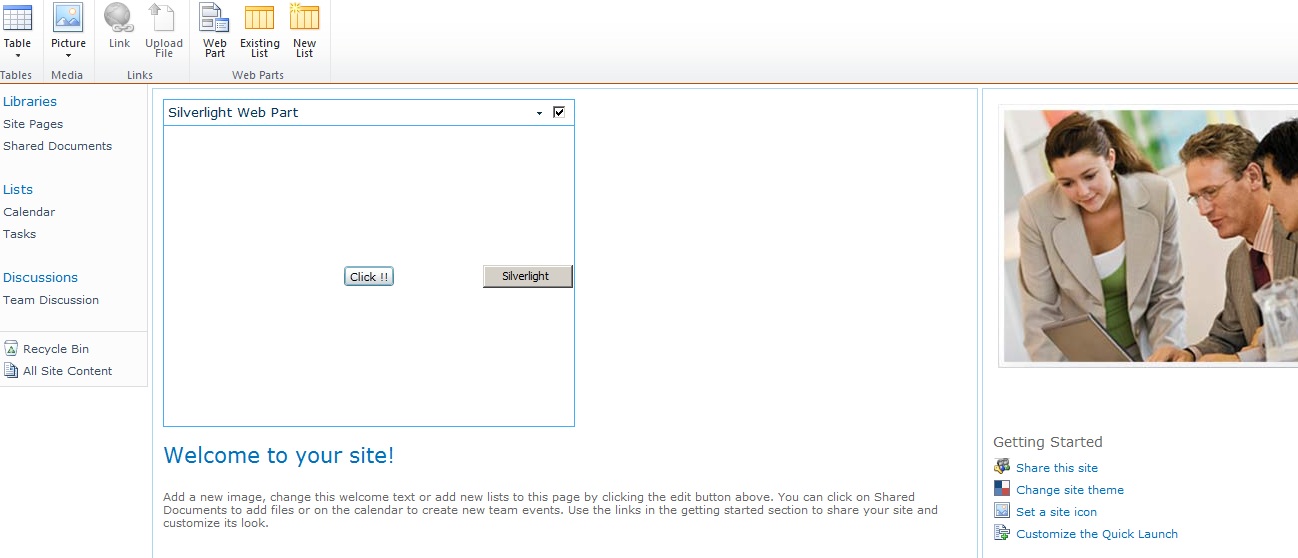 Table
Picture
Link
Upload
File
Web
Part
Existing
List
New
List
Tables
Media
Links
Web Parts
Libraries
Site Pages
Shared Documents
Lists
Calendar
Tasks
Discussions
Team Discussion
Recycle Bin
All Site Content
Silverlight Web Part
Click !!
Silverlight
Welcome to your site!
Add a new image, change this welcome text or add new lists to this page by clicking the edit button above. You can click on Shared
Documents to add files or on the calendar to create new team events. Use the links in the getting started section to share your site and
customize its look.
Getting Started
Share this site
Change site theme
Set a site icon
Customize the Quick Launch